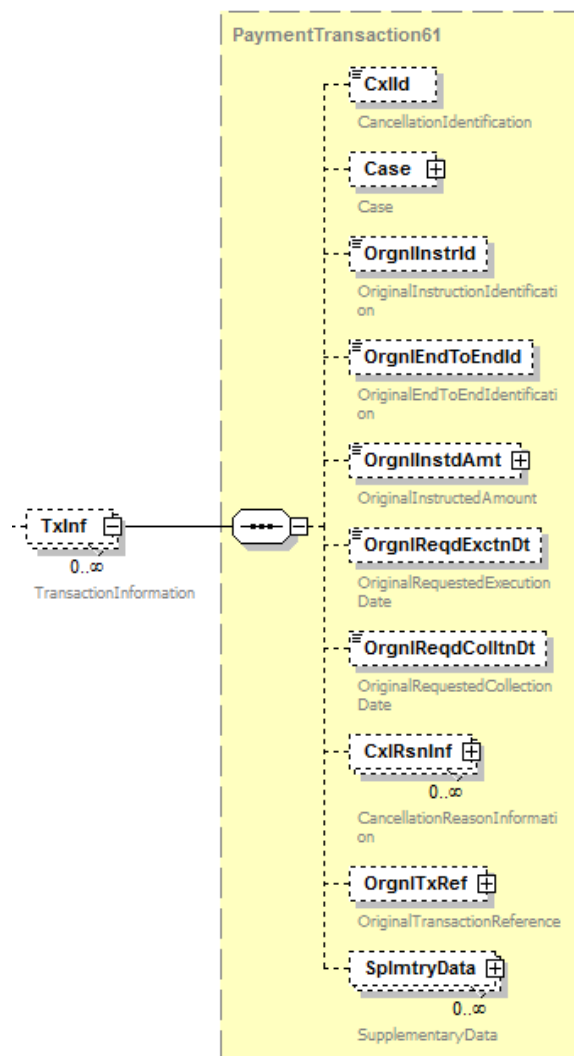 PaymentTransaction61
CxlId
CancellationIdentification
Case
Case
OrgnlInstrId
OriginalInstructionIdentificati
on
OrgnlEndToEndId
OriginalEndToEndIdentificati
on
OrgnlInstdAmt
OriginalInstructedAmount
TxInf
0..∞
TransactionInformation
OrgnlReqdExctnDt
OriginalRequestedExecution
Date
OrgnlReqdColltnDt
OriginalRequestedCollection
Date
CxlRsnInf
0..∞
CancellationReasonInformati
on
OrgnlTxRef
OriginalTransactionReference
SplmtryData
0..∞
SupplementaryData